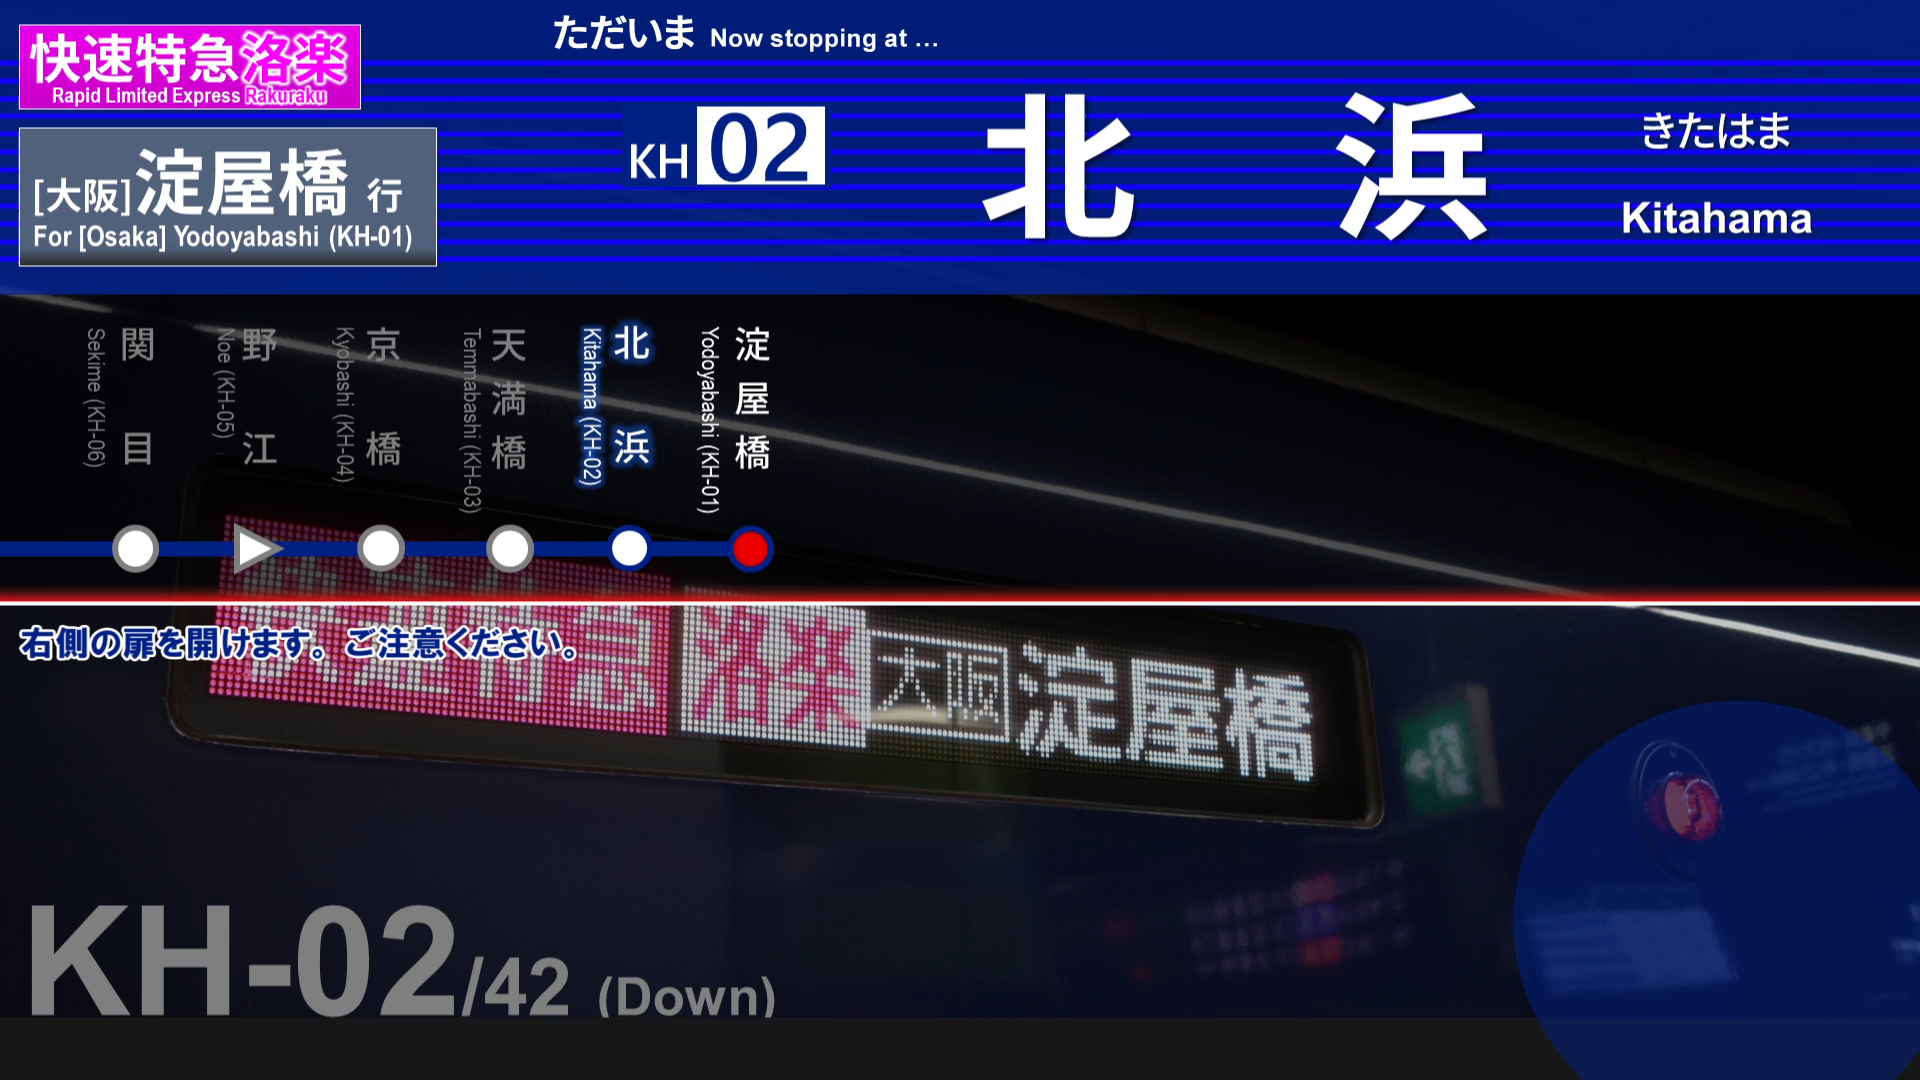 快速特急洛楽
Rapid Limited Express Rakuraku
[大阪]淀屋橋 行
For [Osaka] Yodoyabashi (KH-01)
ただいま Now stopping at ...
KH 02
北浜
きたはま
Kitahama
関目
Sekime (KH-06)
野江
Noe (KH-05)
京橋
Kyobashi (KH-04)
天満橋
Temmabashi (KH-03)
北浜
Kitahama (KH-02)
淀屋橋
Yodoyabashi (KH-01)
右側の扉を開けます。ご注意ください。
快速特急 洛楽 大阪 淀屋橋
KH-02/42 (Down)